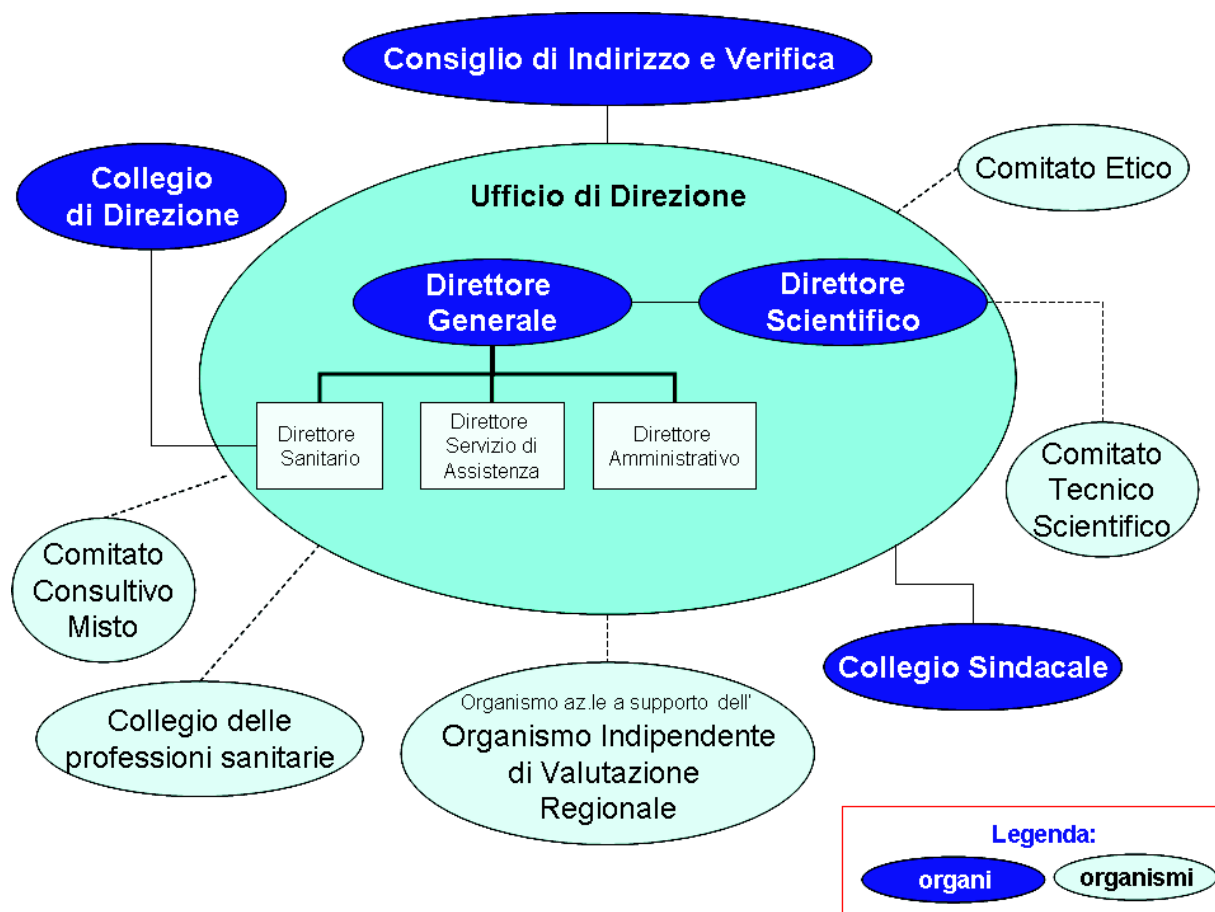 Consiglio di Indirizzo e Verifica
Collegio
di Direzione
Comitato Etico
Ufficio di Direzione
Direttore
Generale
Direttore
Scientifico
Direttore
Sanitario
Direttore
Servizio di
Assistenza
Direttore
Amministrativo
Comitato
Tecnico
Scientifico
Comitato
Consultivo
Misto
Collegio Sindacale
Collegio delle
professioni sanitarie
Organismo az.le a supporto dell'
Organismo Indipendente
di Valutazione
Regionale
Legenda:
organi
organismi